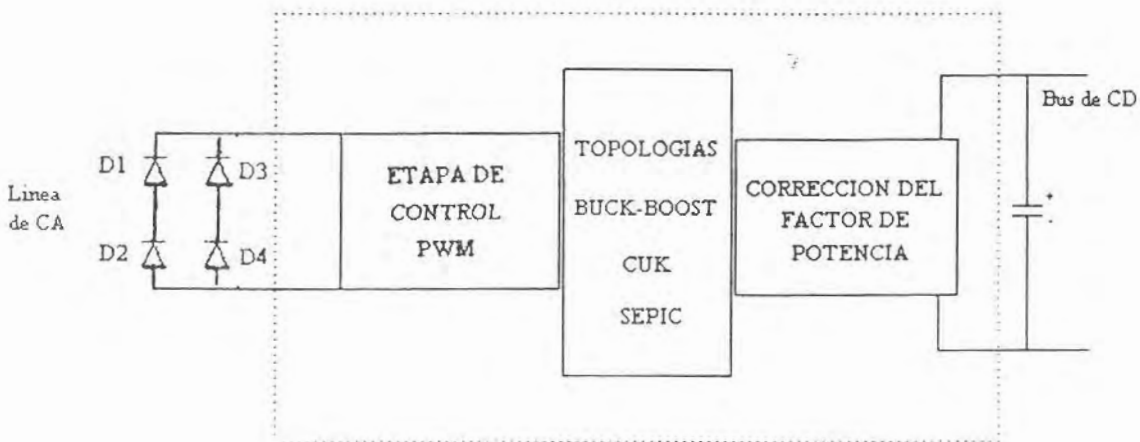 Bus de CD
TOPOLOGIAS
BUCK-BOOST
CUK
SEPIC
D1
D3
ETAPA DE
CONTROL
PWM
CORRECCION DEL
FACTOR DE
POTENCIA
Linea
de CA
D2
D4
+
-